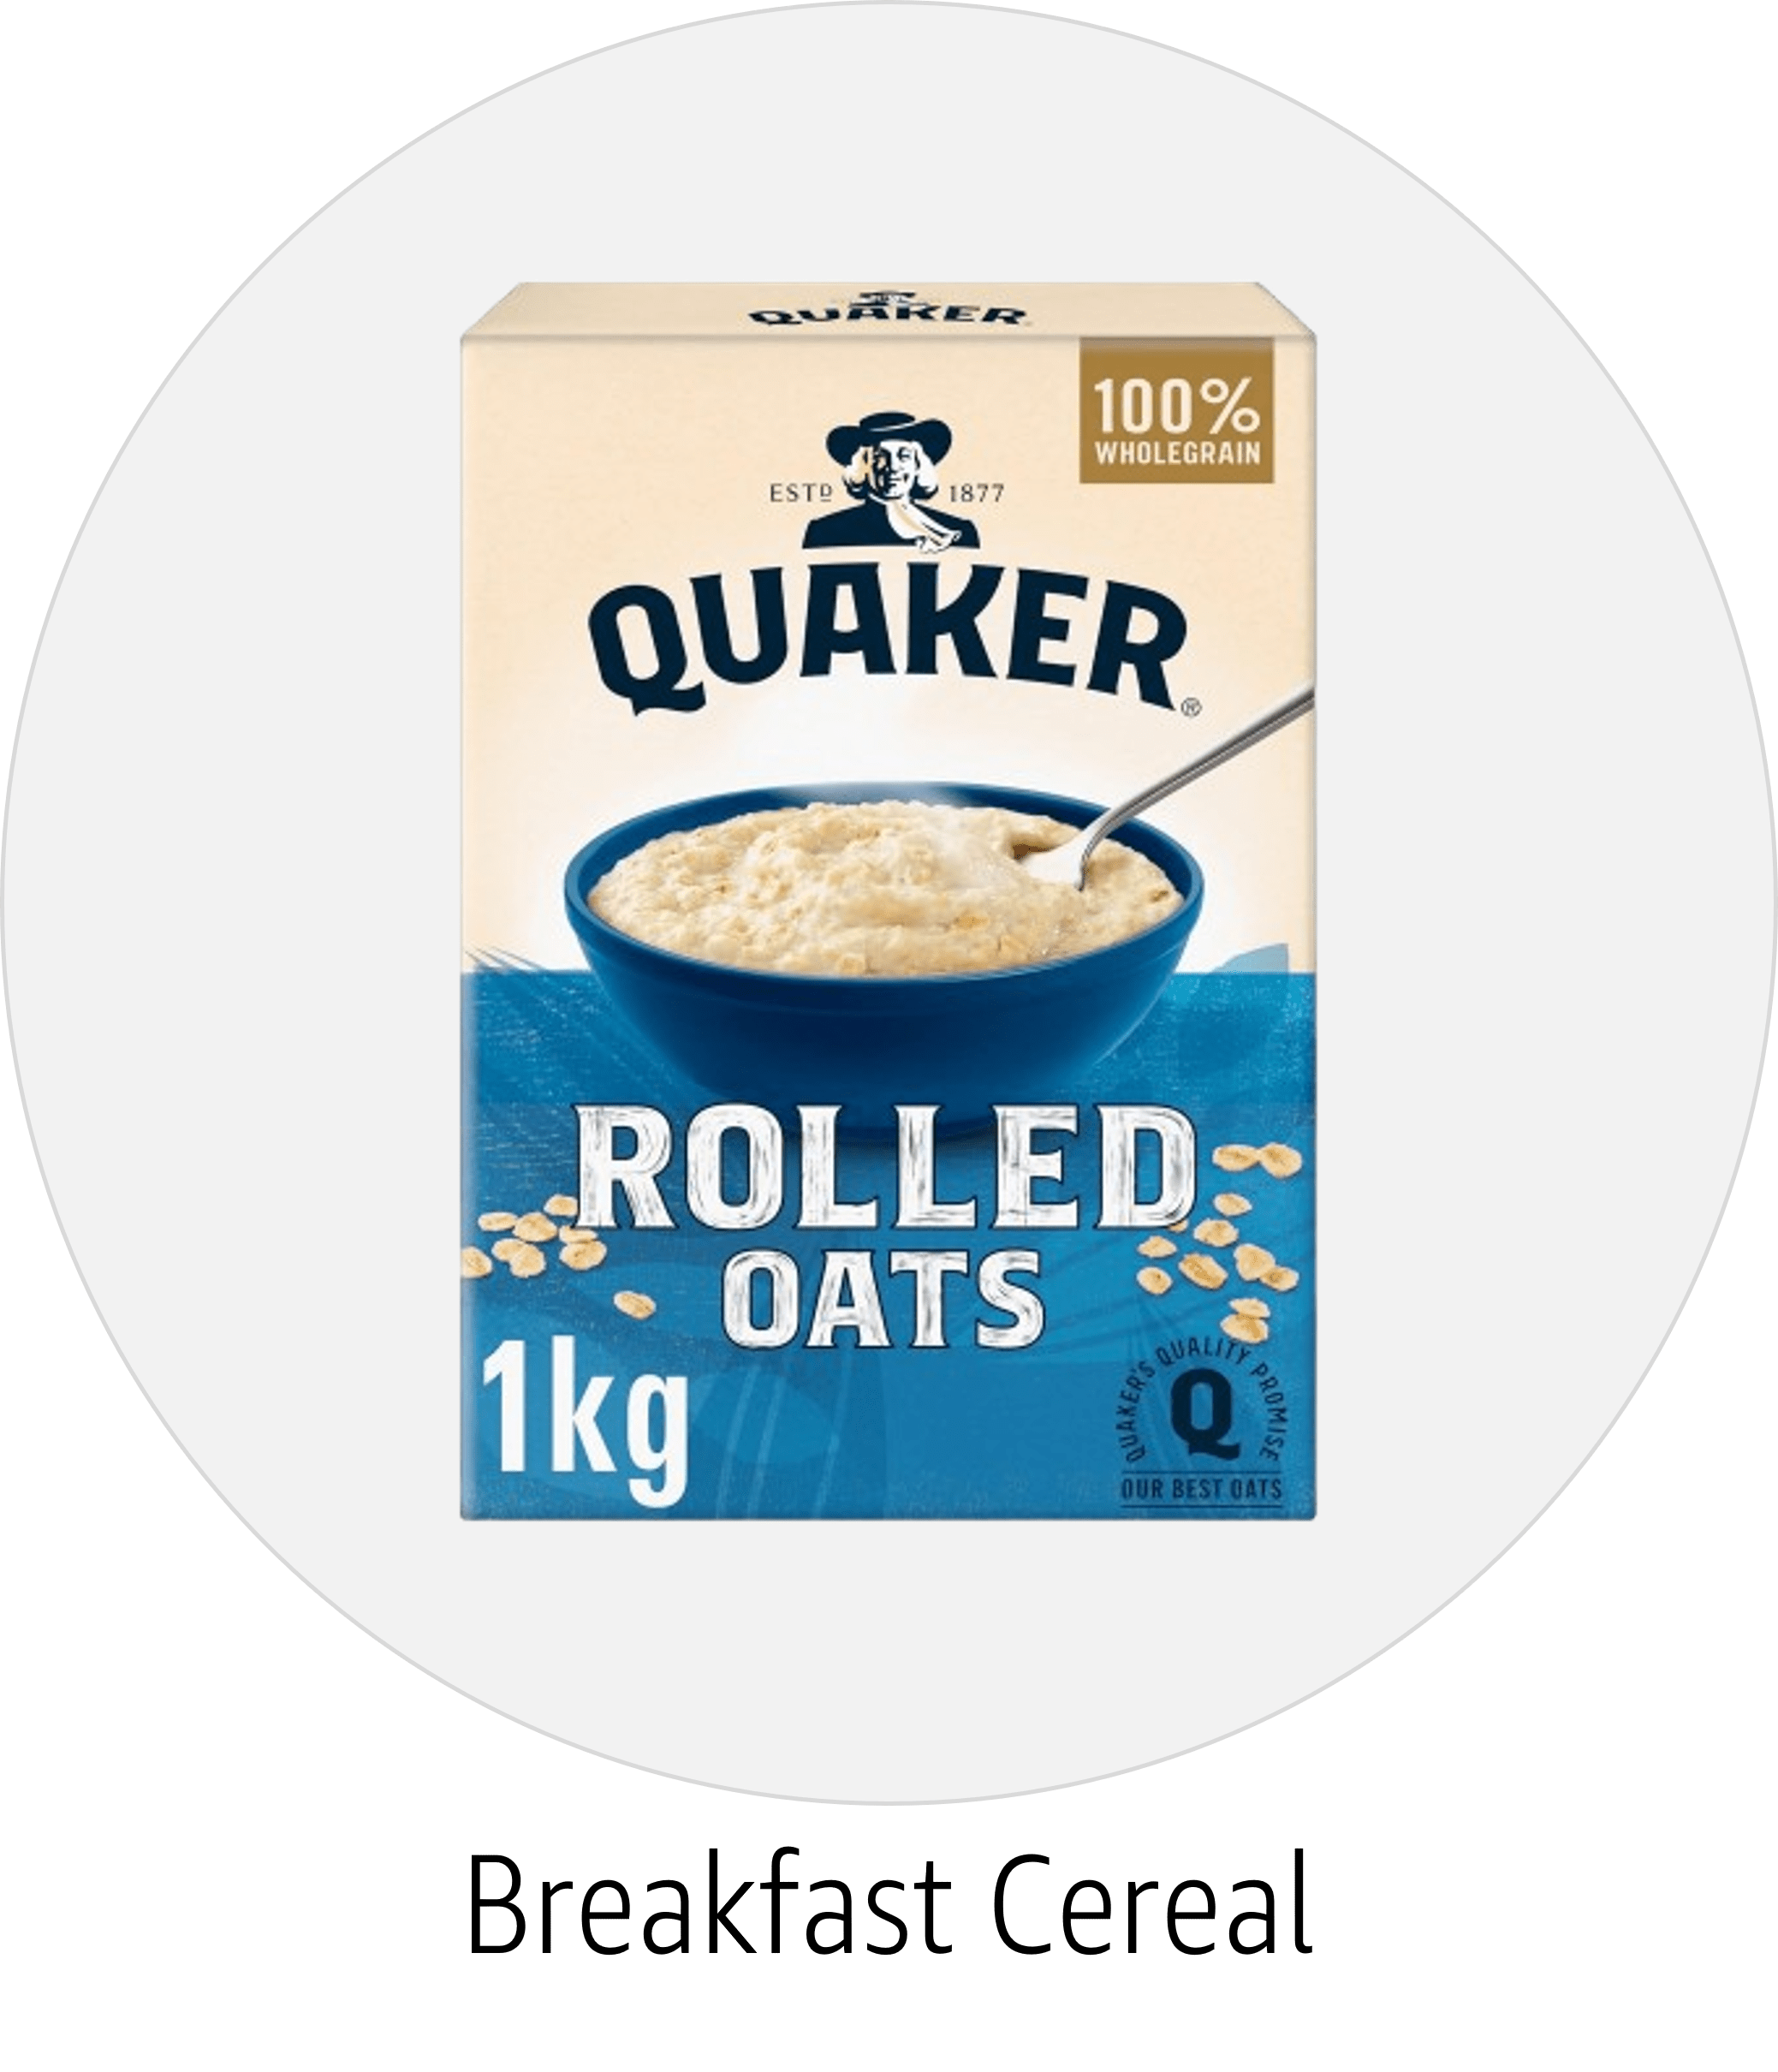 QUAKER
100%
WHOLEGRAIN
ESTD 1877
QUAKER®
ROLLED
OATS
1kg
QUAKER'S QUALITY PROMISE
Q
OUR BEST OATS
Breakfast Cereal